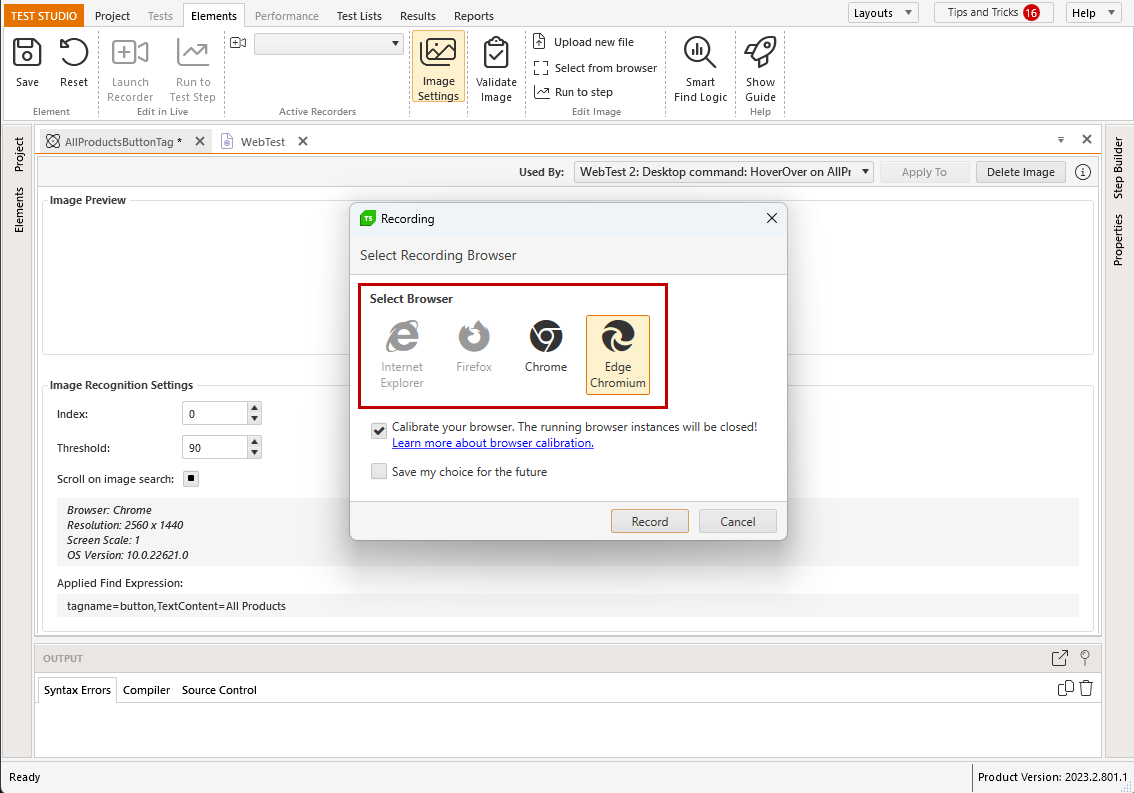 TEST STUDIO Project Tests Elements Performance Test Lists Results Reports Layouts Tips and Tricks 16 Help
Save Reset Launch Recorder Run to Test Step Image Settings Validate Image Upload new file Select from browser Run to step Smart Find Logic Show Guide
Element Edit in Live Active Recorders Edit Image Help
Project
Elements
AllProductsButtonTag * WebTest
Used By: WebTest 2: Desktop command: HoverOver on AllPr Apply To Delete Image
Image Preview
TS Recording
Select Recording Browser
Select Browser
Internet Explorer Firefox Chrome Edge Chromium
Calibrate your browser. The running browser instances will be closed!
Learn more about browser calibration.
Save my choice for the future
Record Cancel
Image Recognition Settings
Index: 0
Threshold: 90
Scroll on image search:
Browser: Chrome
Resolution: 2560 x 1440
Screen Scale: 1
OS Version: 10.0.22621.0
Applied Find Expression:
tagname=button,TextContent=All Products
Step Builder
Properties
OUTPUT
Syntax Errors Compiler Source Control
Ready Product Version: 2023.2.801.1